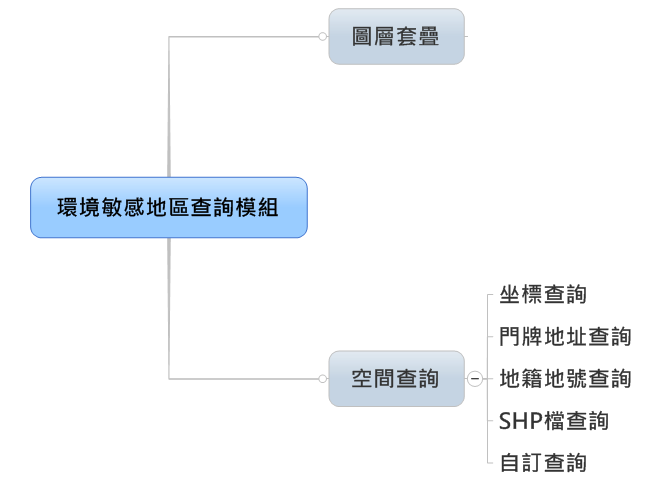 圖層套疊
環境敏感地區查詢模組
空間查詢
坐標查詢
門牌地址查詢
地籍地號查詢
SHP檔查詢
自訂查詢